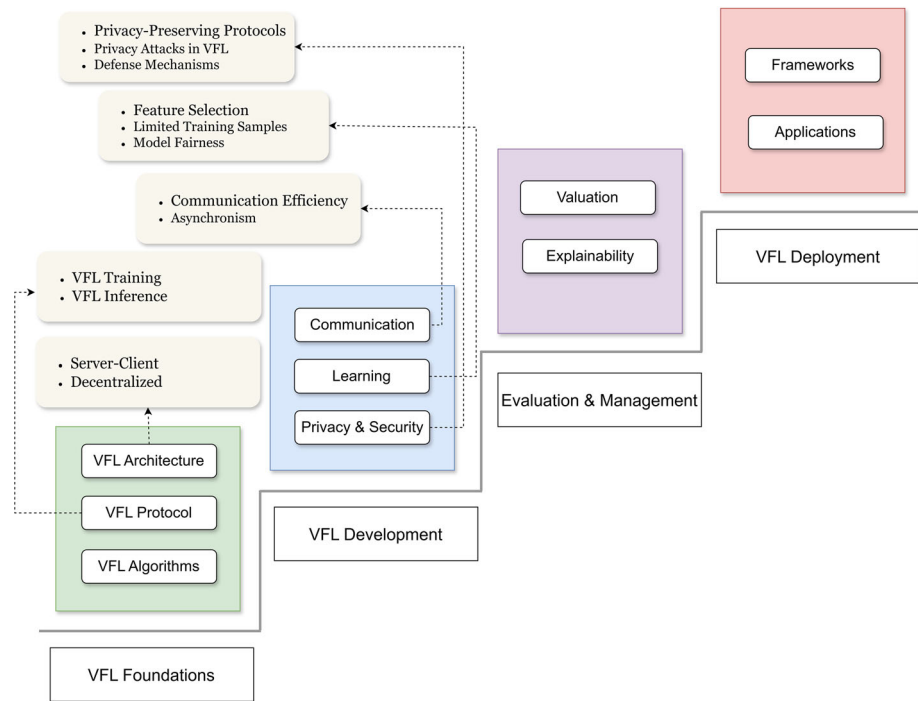 • Privacy-Preserving Protocols
• Privacy Attacks in VFL
• Defense Mechanisms
• Feature Selection
• Limited Training Samples
• Model Fairness
• Communication Efficiency
• Asynchronism
• VFL Training
• VFL Inference
• Server-Client
• Decentralized
VFL Architecture
VFL Protocol
VFL Algorithms
VFL Foundations
Communication
Learning
Privacy & Security
VFL Development
Valuation
Explainability
Evaluation & Management
Frameworks
Applications
VFL Deployment